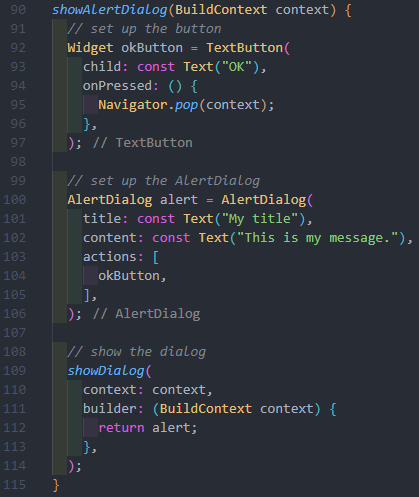 90 showAlertDialog(BuildContext context) {
91   // set up the button
92   Widget okButton = TextButton(
93     child: const Text("OK"),
94     onPressed: () {
95       Navigator.pop(context);
96     },
97   ); // TextButton
98
99   // set up the AlertDialog
100   AlertDialog alert = AlertDialog(
101     title: const Text("My title"),
102     content: const Text("This is my message."),
103     actions: [
104       okButton,
105     ],
106   ); // AlertDialog
107
108   // show the dialog
109   showDialog(
110     context: context,
111     builder: (BuildContext context) {
112       return alert;
113     },
114   );
115 }